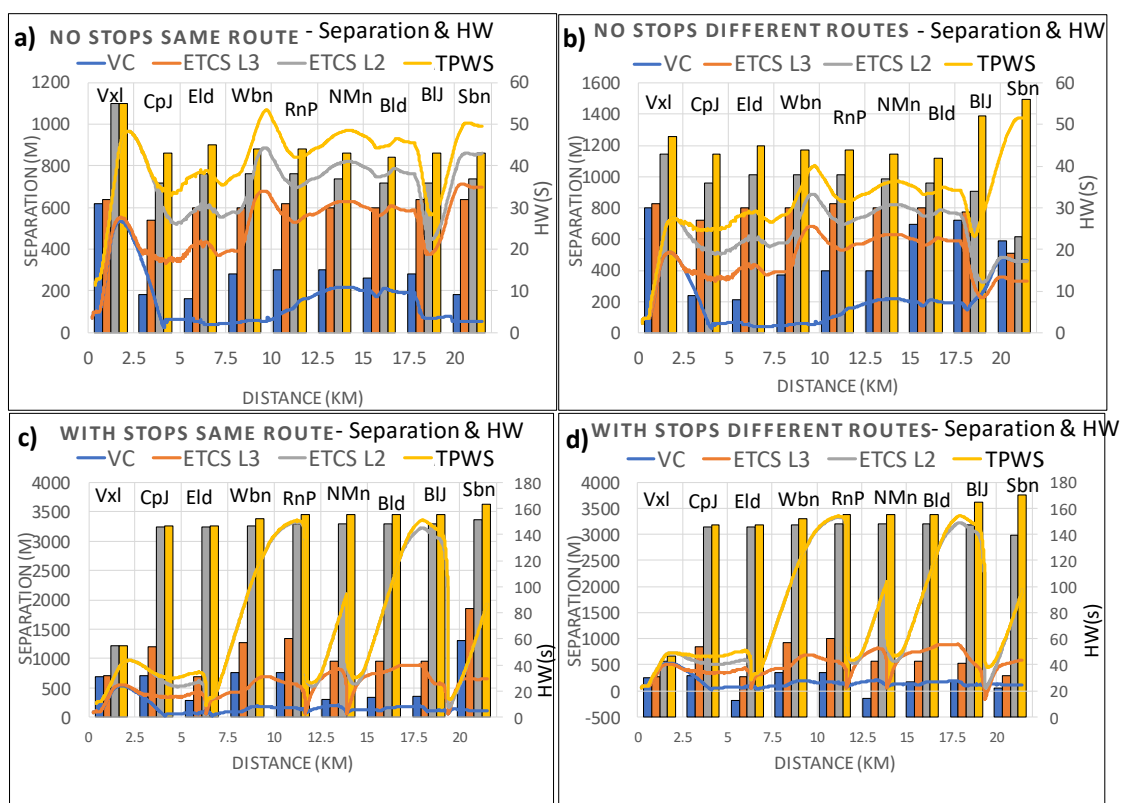 a) NO STOPS SAME ROUTE - Separation & HW
VC ETCS L3 ETCS L2 TPWS
1200 60
Vxl CpJ Eld Wbn RnP NMn Bld BlJ Sbn
1000 50
800 40
600 30
400 20
200 10
0 0
SEPARATION (M)
HW(S)
0 2.5 5 7.5 10 12.5 15 17.5 20
DISTANCE (KM)
b) NO STOPS DIFFERENT ROUTES - Separation & HW
VC ETCS L3 ETCS L2 TPWS
1600 60
Vxl CpJ Eld Wbn RnP NMn Bld BlJ Sbn
1400 50
1200
1000 40
800 30
600
400 20
200 10
0 0
SEPARATION (M)
HW(S)
0 2.5 5 7.5 10 12.5 15 17.5 20
DISTANCE (KM)
c) WITH STOPS SAME ROUTE- Separation & HW
VC ETCS L3 ETCS L2 TPWS
4000 180
Vxl CpJ Eld Wbn RnP NMn Bld BlJ Sbn
3500 160
3000 140
2500 120
2000 100
1500 80
1000 60
500 40
0 20
0
SEPARATION (M)
HW(S)
0 2.5 5 7.5 10 12.5 15 17.5 20
DISTANCE (KM)
d) WITH STOPS DIFFERENT ROUTES- Separation & HW
VC ETCS L3 ETCS L2 TPWS
4000 180
Vxl CpJ Eld Wbn RnP NMn Bld BlJ Sbn
3500 160
3000 140
2500 120
2000 100
1500 80
1000 60
500 40
0 20
-500 0
SEPARATION (M)
HW(S)
0 2.5 5 7.5 10 12.5 15 17.5 20
DISTANCE (KM)